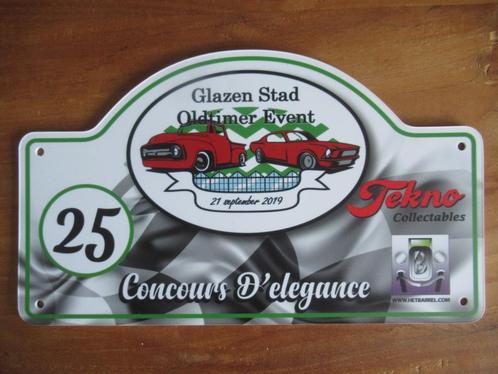 Glazen Stad
Oldtimer Event
21 september 2019
Tekno
Collectables
25
Concours D'elegance
WWW.HETBARREL.COM